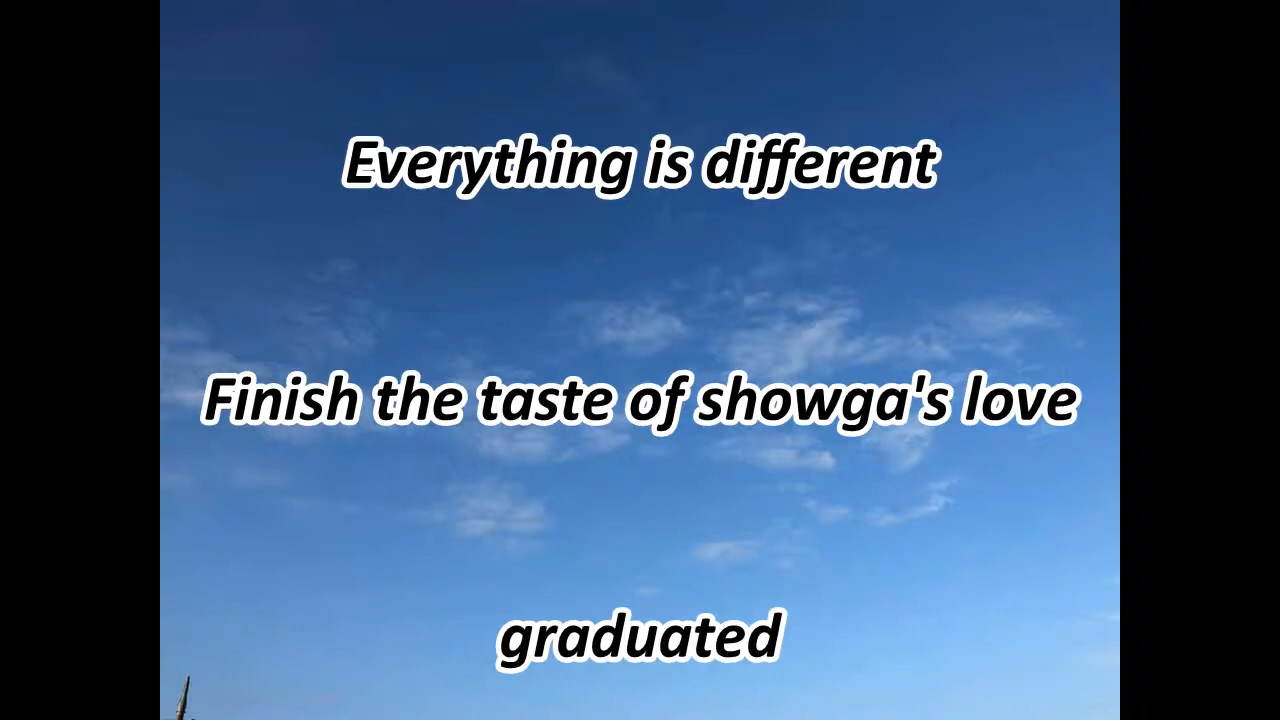 Everything is different
Finish the taste of showga's love
graduated